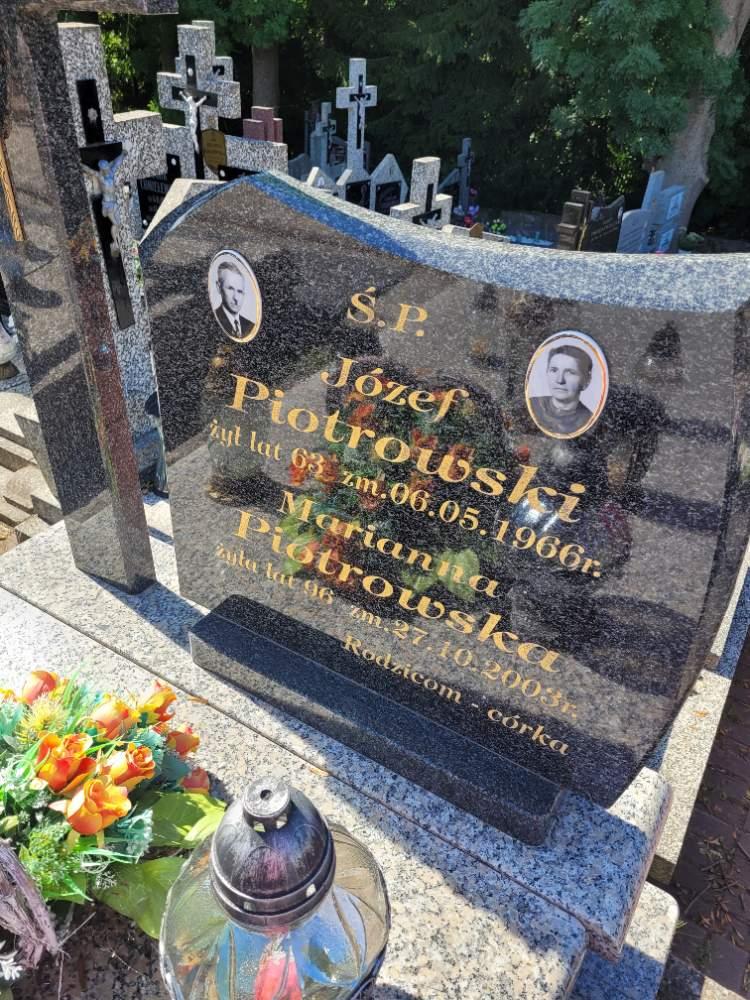 Ś.P.
Józef
Piotrowski
żył lat 63 zm.06.05.1966r.
Marianna
Piotrowska
żyła lat 96 zm.27.10.2003r.
Rodzicom - córka